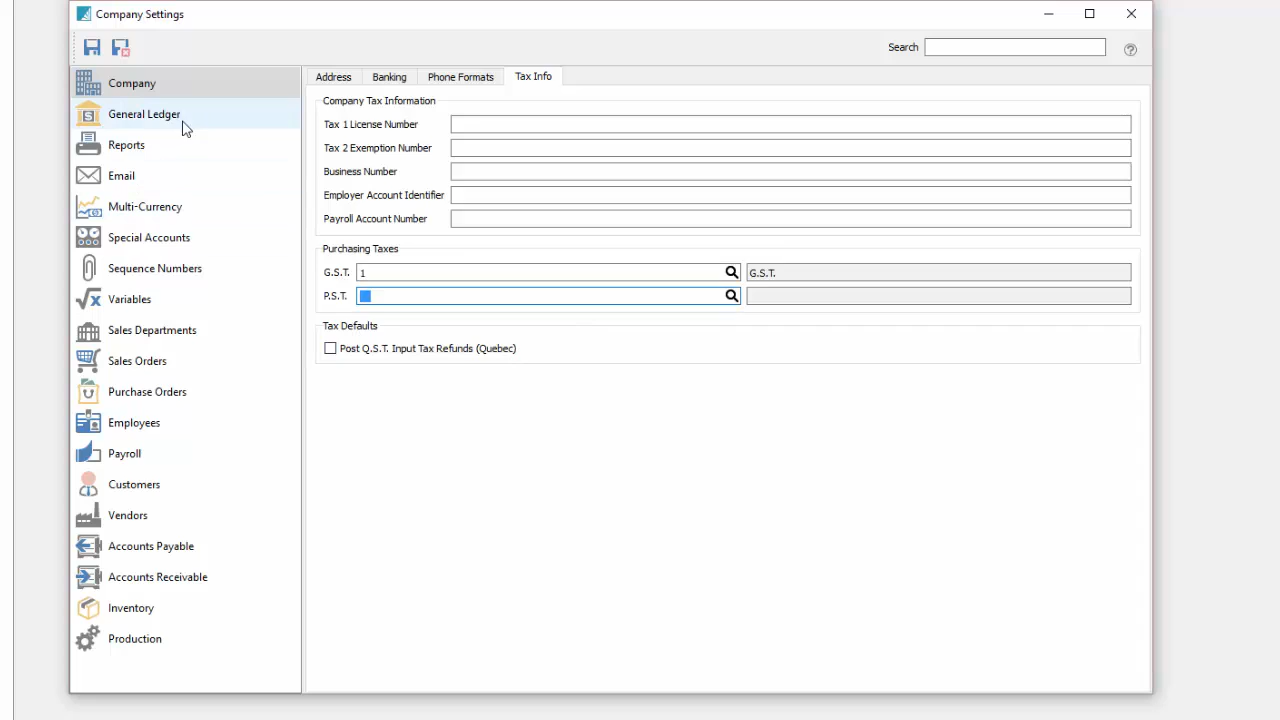 Company Settings
Search
Company
General Ledger
Reports
Email
Multi-Currency
Special Accounts
Sequence Numbers
Variables
Sales Departments
Sales Orders
Purchase Orders
Employees
Payroll
Customers
Vendors
Accounts Payable
Accounts Receivable
Inventory
Production
Address Banking Phone Formats Tax Info
Company Tax Information
Tax 1 License Number
Tax 2 Exemption Number
Business Number
Employer Account Identifier
Payroll Account Number
Purchasing Taxes
G.S.T. 1 G.S.T.
P.S.T.
Tax Defaults
Post Q.S.T. Input Tax Refunds (Quebec)